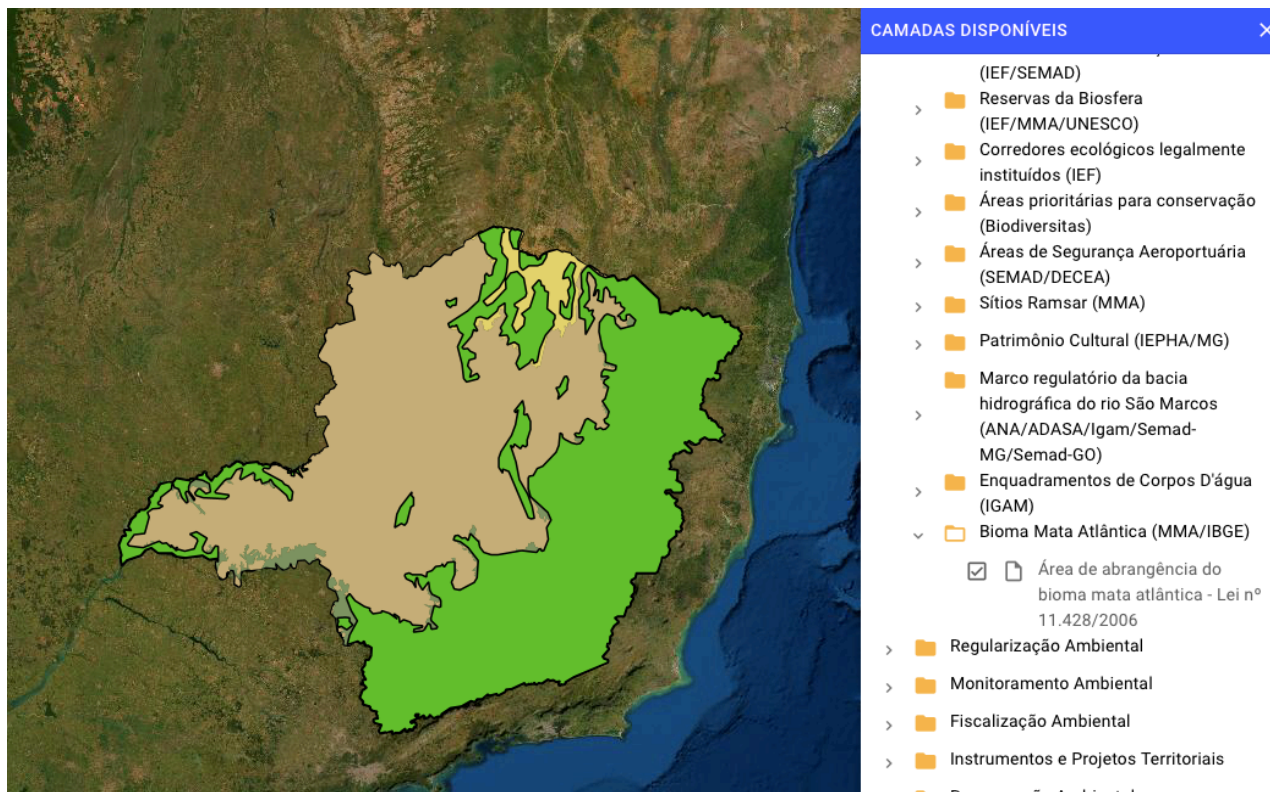 CAMADAS DISPONÍVEIS
(IEF/SEMAD)
Reservas da Biosfera
(IEF/MMA/UNESCO)
Corredores ecológicos legalmente
instituídos (IEF)
Áreas prioritárias para conservação
(Biodiversitas)
Áreas de Segurança Aeroportuária
(SEMAD/DECEA)
Sítios Ramsar (MMA)
Patrimônio Cultural (IEPHA/MG)
Marco regulatório da bacia
hidrográfica do rio São Marcos
(ANA/ADASA/Igam/Semad-
MG/Semad-GO)
Enquadramentos de Corpos D'água
(IGAM)
Bioma Mata Atlântica (MMA/IBGE)
Área de abrangência do
bioma mata atlântica - Lei nº
11.428/2006
Regularização Ambiental
Monitoramento Ambiental
Fiscalização Ambiental
Instrumentos e Projetos Territoriais